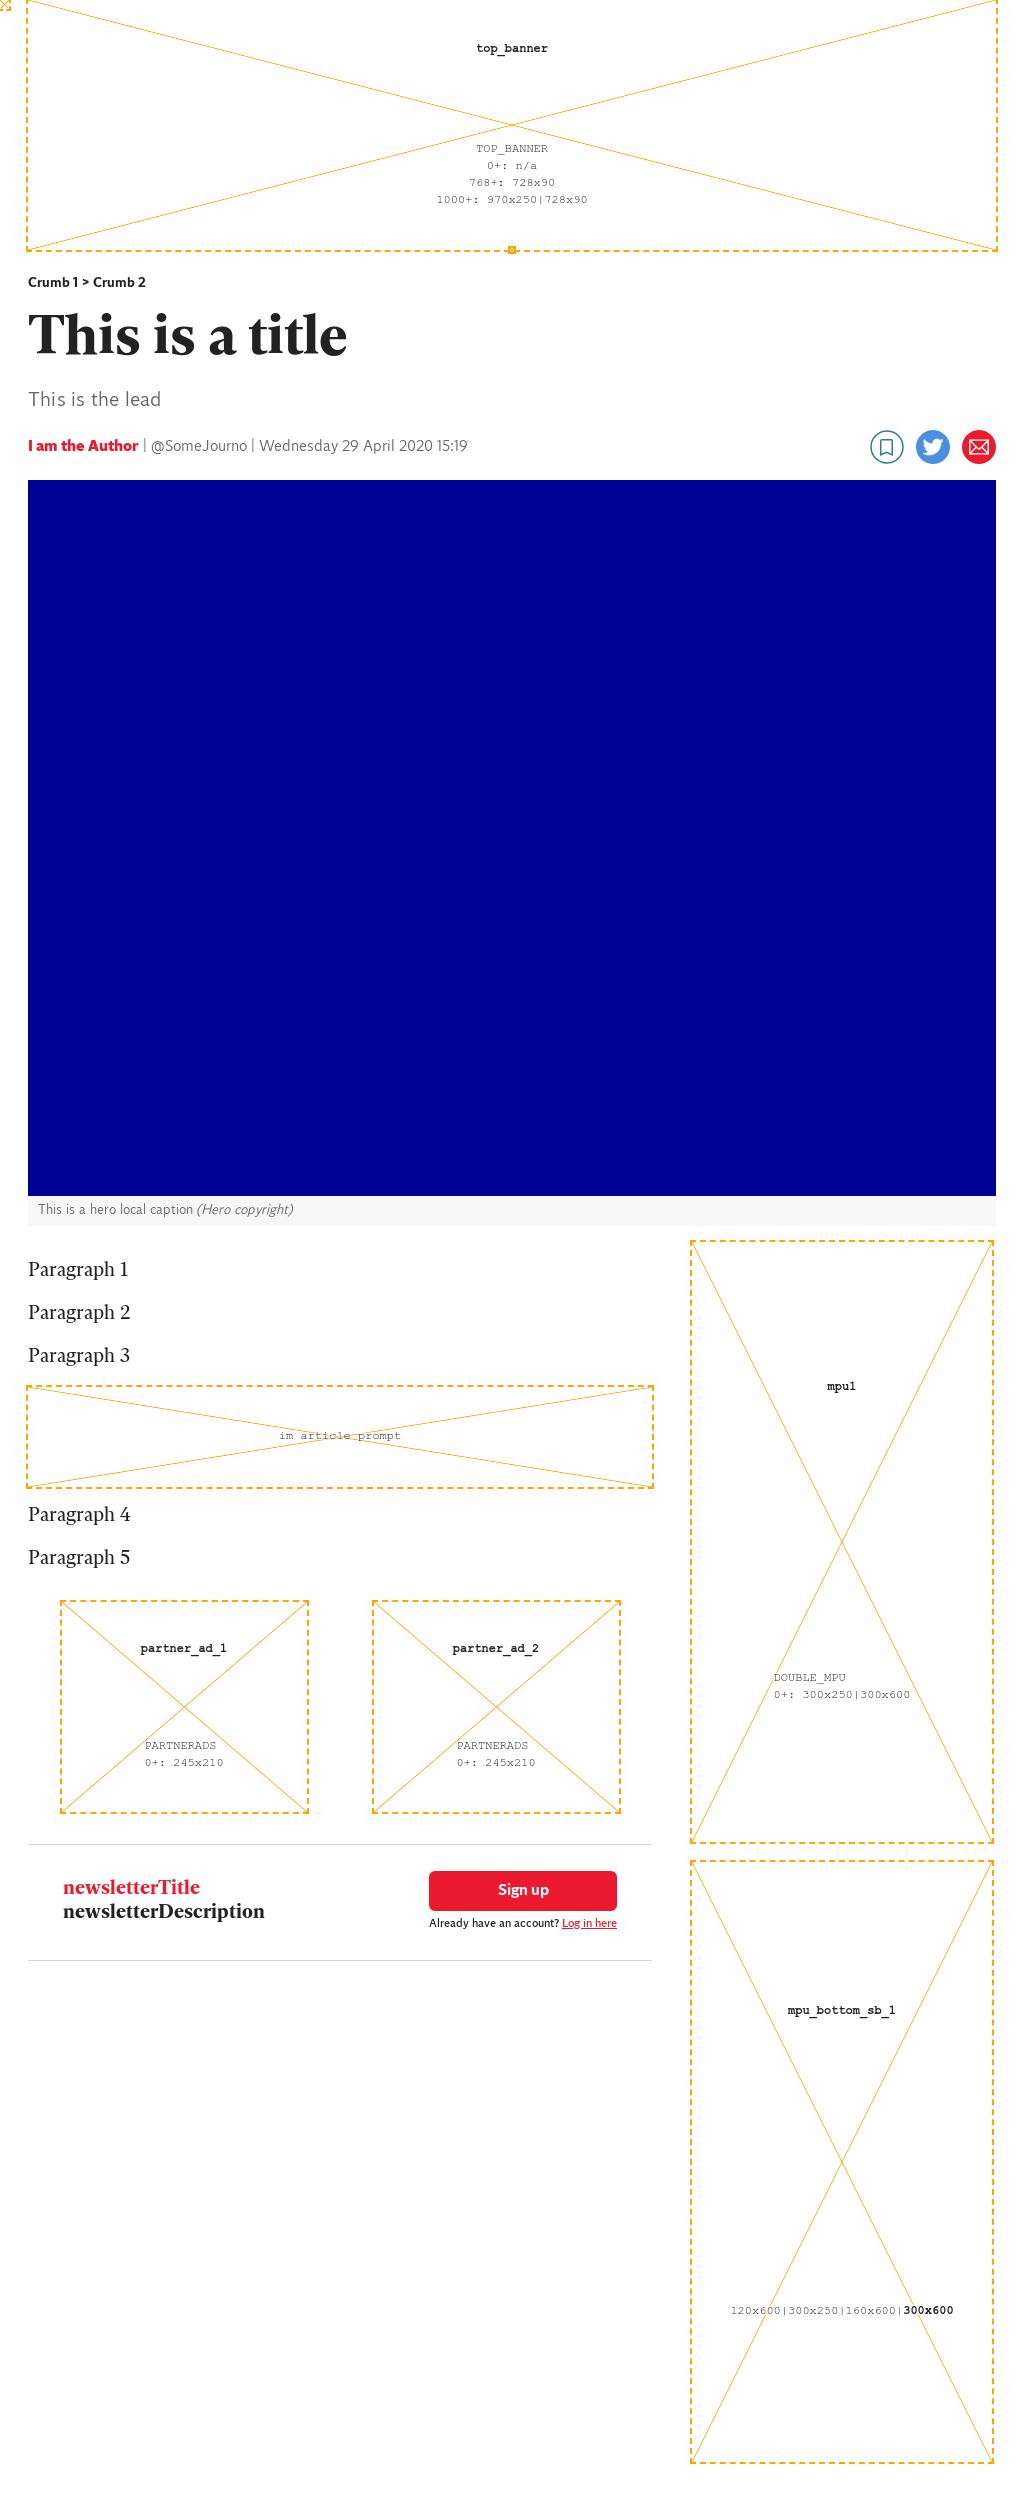 top_banner
TOP_BANNER
0+: n/a
768+: 728x90
1000+: 970x250|728x90
Crumb 1 > Crumb 2
This is a title
This is the lead
I am the Author | @SomeJourno | Wednesday 29 April 2020 15:19
This is a hero local caption (Hero copyright)
Paragraph 1
Paragraph 2
Paragraph 3
im article prompt
Paragraph 4
Paragraph 5
partner_ad_1
PARTNERADS
0+: 245x210
partner_ad_2
PARTNERADS
0+: 245x210
newsletterTitle
newsletterDescription
Sign up
Already have an account? Log in here
mpu1
DOUBLE_MPU
0+: 300x250|300x600
mpu_bottom_sb_1
120x600|300x250|160x600|300x600